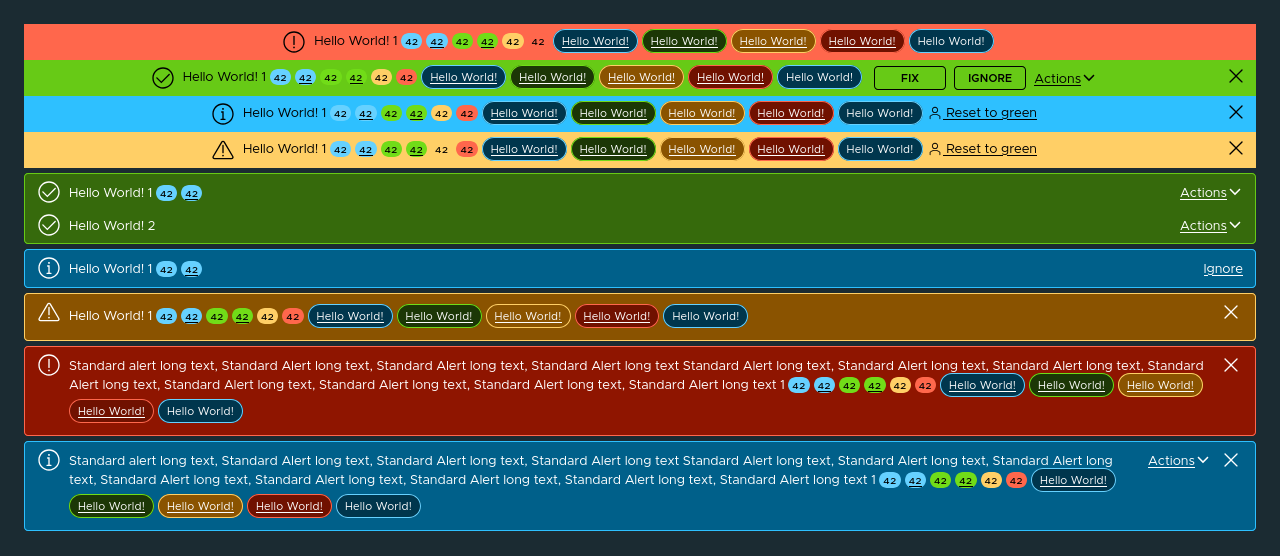 Hello World! 1 42 42 42 42 42 42 Hello World! Hello World! Hello World! Hello World! Hello World!
Hello World! 1 42 42 42 42 42 42 Hello World! Hello World! Hello World! Hello World! Hello World! FIX IGNORE Actions
Hello World! 1 42 42 42 42 42 42 Hello World! Hello World! Hello World! Hello World! Hello World! Reset to green
Hello World! 1 42 42 42 42 42 42 Hello World! Hello World! Hello World! Hello World! Hello World! Reset to green
Hello World! 1 42 42 Actions
Hello World! 2 Actions
Hello World! 1 42 42 Ignore
Hello World! 1 42 42 42 42 42 42 Hello World! Hello World! Hello World! Hello World! Hello World!
Standard alert long text, Standard Alert long text, Standard Alert long text, Standard Alert long text Standard Alert long text, Standard Alert long text, Standard Alert long text, Standard
Alert long text, Standard Alert long text, Standard Alert long text, Standard Alert long text, Standard Alert long text 1 42 42 42 42 42 42 Hello World! Hello World! Hello World!
Hello World! Hello World!
Standard alert long text, Standard Alert long text, Standard Alert long text, Standard Alert long text Standard Alert long text, Standard Alert long text, Standard Alert long Actions
text, Standard Alert long text, Standard Alert long text, Standard Alert long text, Standard Alert long text, Standard Alert long text 1 42 42 42 42 42 42 Hello World!
Hello World! Hello World! Hello World! Hello World!